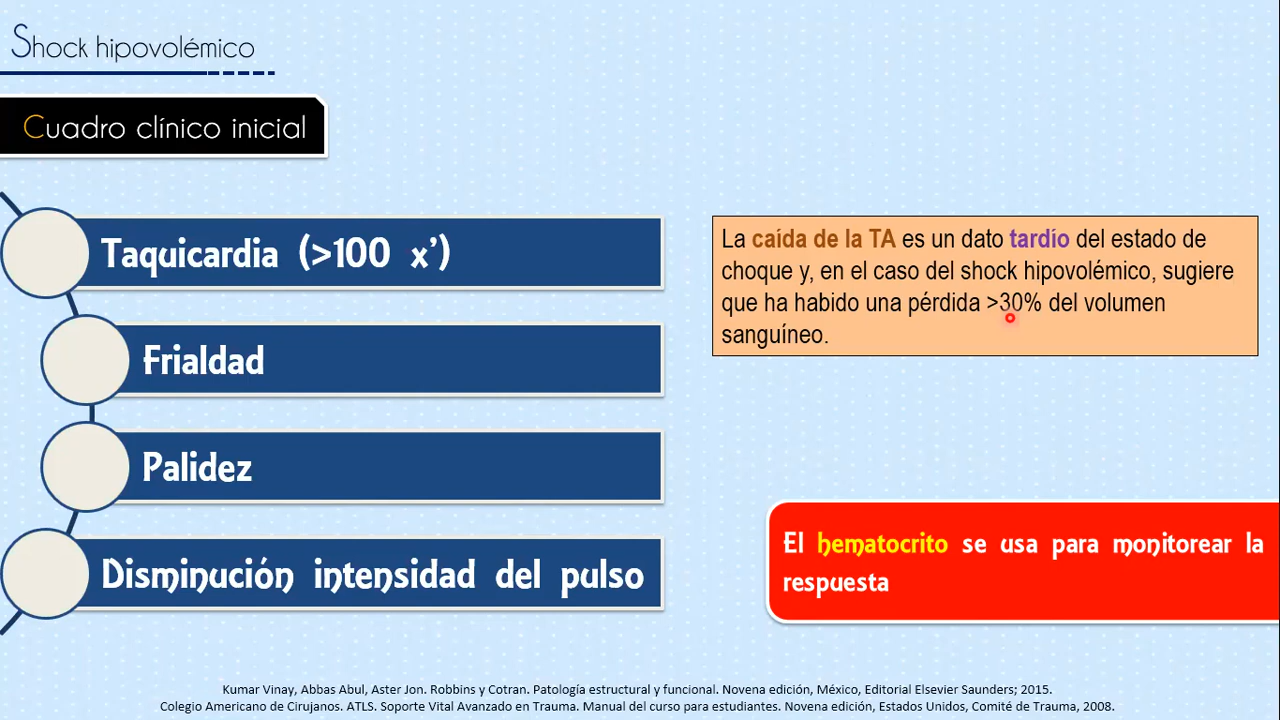 Shock hipovolémico
Cuadro clínico inicial
Taquicardia (>100 x’)
Frialdad
Palidez
Disminución intensidad del pulso
La caída de la TA es un dato tardío del estado de
choque y, en el caso del shock hipovolémico, sugiere
que ha habido una pérdida >30% del volumen
sanguíneo.
El hematocrito se usa para monitorear la
respuesta
Kumar Vinay, Abbas Abul, Aster Jon. Robbins y Cotran. Patología estructural y funcional. Novena edición, México, Editorial Elsevier Saunders; 2015.
Colegio Americano de Cirujanos. ATLS. Soporte Vital Avanzado en Trauma. Manual del curso para estudiantes. Novena edición, Estados Unidos, Comité de Trauma, 2008.